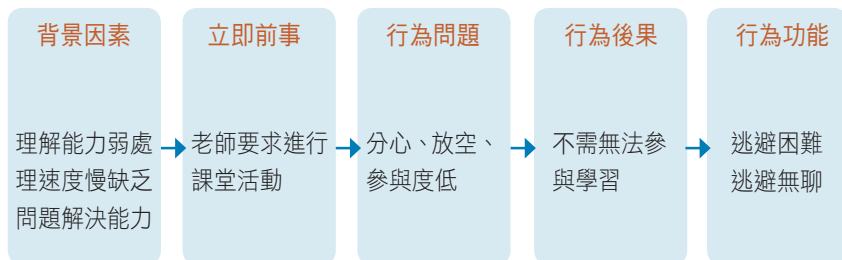 背景因素
理解能力弱處
理速度慢缺乏
問題解決能力
立即前事
老師要求進行
課堂活動
行為問題
分心、放空、
參與度低
行為後果
不需無法參
與學習
行為功能
逃避困難
逃避無聊